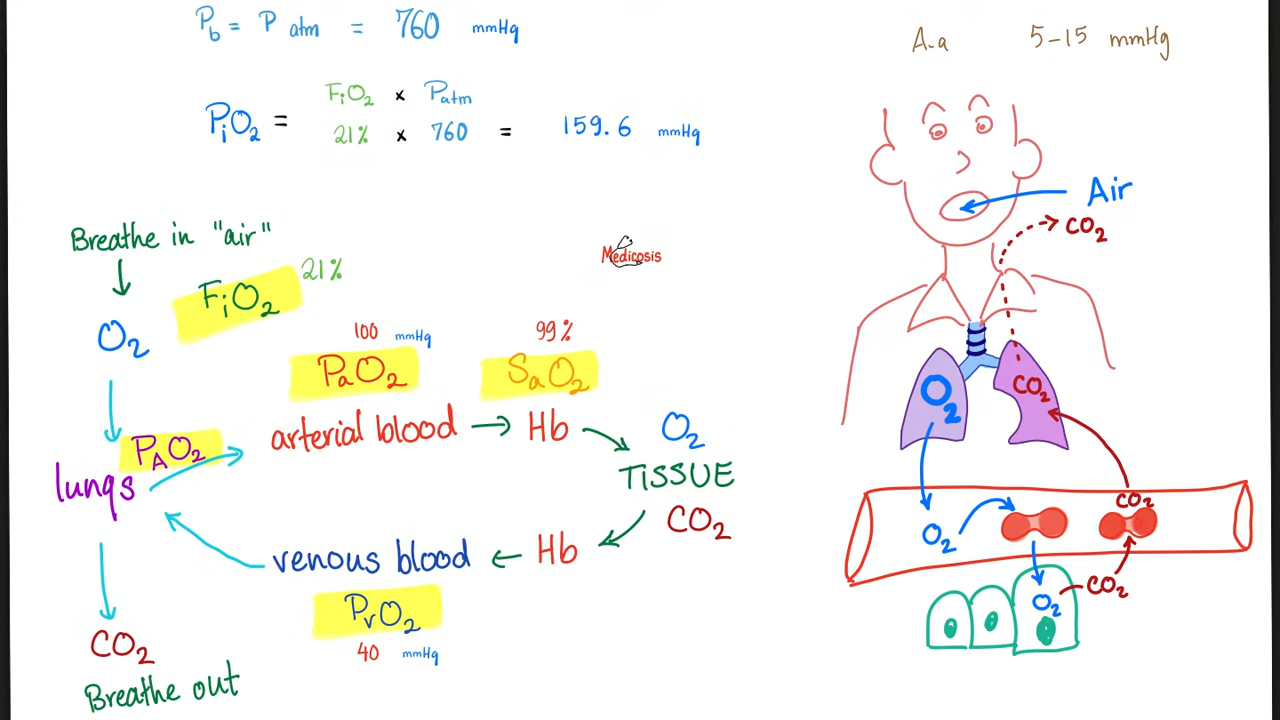 Pb = P atm = 760 mmHg
A-a 5-15 mmHg
PiO2 = FiO2 x Patm
21% x 760 = 159.6 mmHg
Breathe in "air"
FiO2 21%
O2
Medicosis
100 mmHg
PaO2
99%
SaO2
arterial blood → Hb
O2
TISSUE
CO2
PAO2
lungs
venous blood ← Hb
PvO2
40 mmHg
CO2
Breathe out
Air
CO2
O2
CO2
O2
CO2
O2
CO2